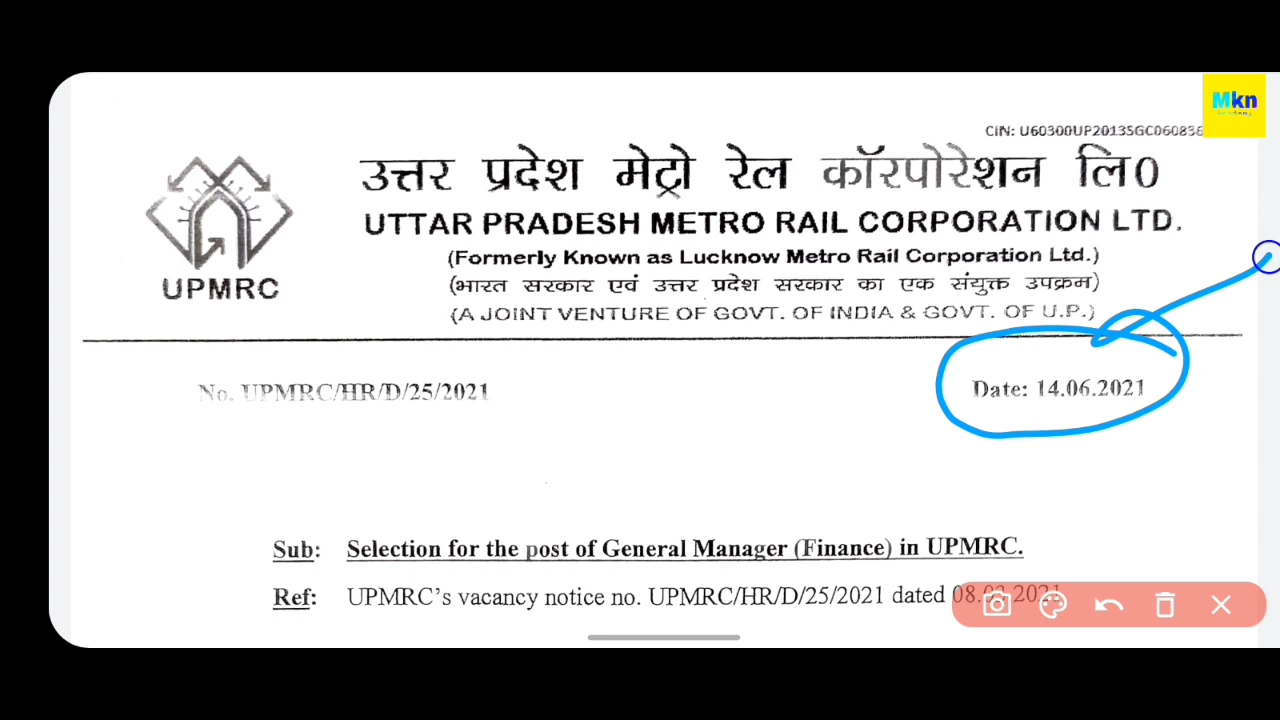 Mkn
Academy
CIN: U60300UP2013SGC060836
उत्तर प्रदेश मेट्रो रेल कॉरपोरेशन लि0
UTTAR PRADESH METRO RAIL CORPORATION LTD.
(Formerly Known as Lucknow Metro Rail Corporation Ltd.)
(भारत सरकार एवं उत्तर प्रदेश सरकार का एक संयुक्त उपक्रम)
(A JOINT VENTURE OF GOVT. OF INDIA & GOVT. OF U.P.)
UPMRC
No. UPMRC/HR/D/25/2021 Date: 14.06.2021
Sub: Selection for the post of General Manager (Finance) in UPMRC.
Ref: UPMRC's vacancy notice no. UPMRC/HR/D/25/2021 dated